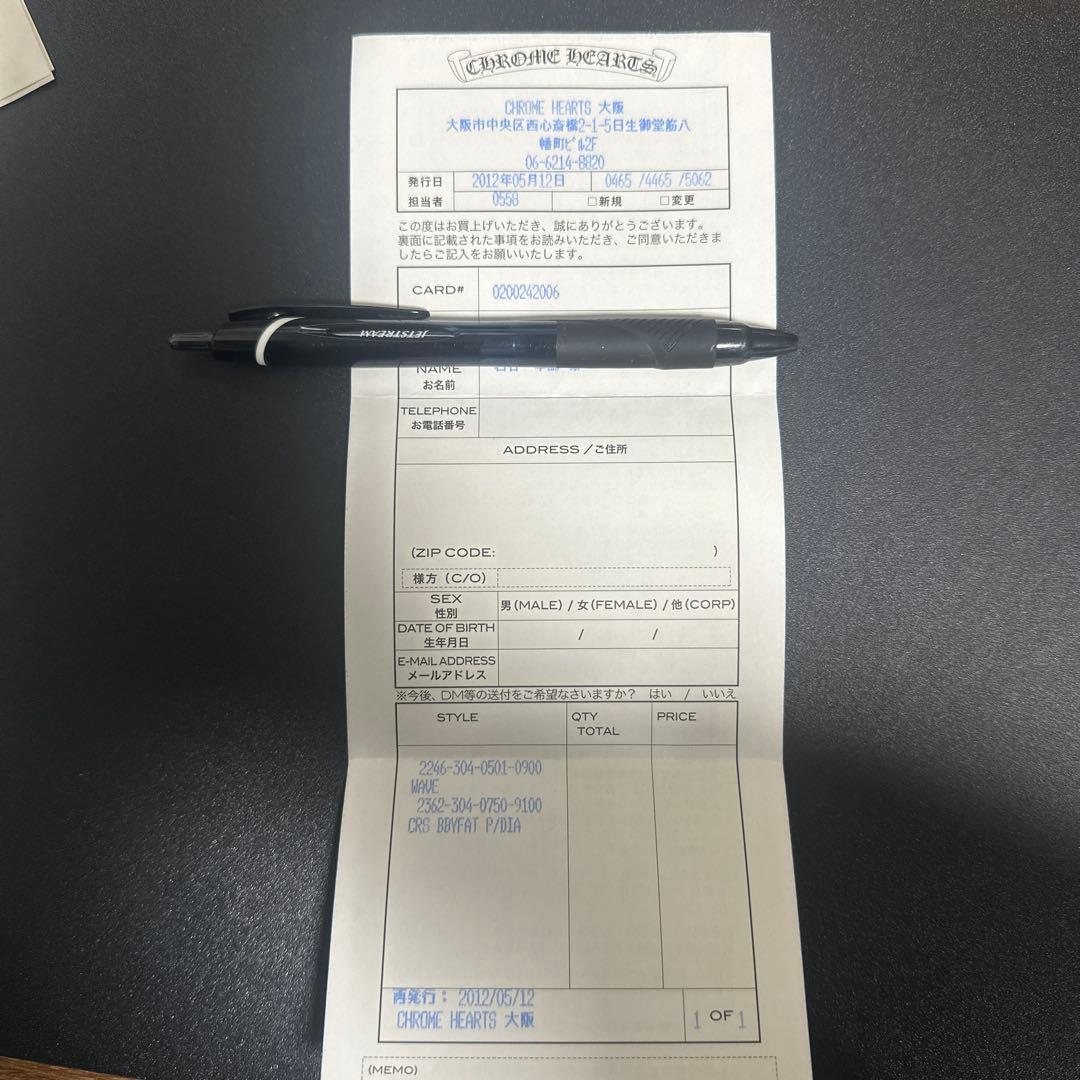 CHROME HEARTS
CHROME HEARTS 大阪
大阪市中央区西心斎橋2-1-5日生御堂筋八
幡町ビル2F
06-6214-8820
発行日 2012年05月12日 0465 /4465 /5062
担当者 0558 □新規 □変更
この度はお買上げいただき、誠にありがとうございます。
裏面に記載された事項をお読みいただき、ご同意いただきま
したらご記入をお願いいたします。
CARD# 0200242006
JETSTREAM
NAME
お名前
TELEPHONE
お電話番号
ADDRESS / ご住所
(ZIP CODE: )
様方 (C/O)
SEX
性別
男 (MALE) / 女 (FEMALE) / 他 (CORP)
DATE OF BIRTH
生年月日
/ /
E-MAIL ADDRESS
メールアドレス
※今後、DM等の送付をご希望なさいますか? はい / いいえ
STYLE QTY PRICE
TOTAL
2246-304-0501-0900
WAVE
2362-304-0750-9100
CRS BBYFAT P/DIA
再発行: 2012/05/12
CHROME HEARTS 大阪
1 OF 1
(MEMO)